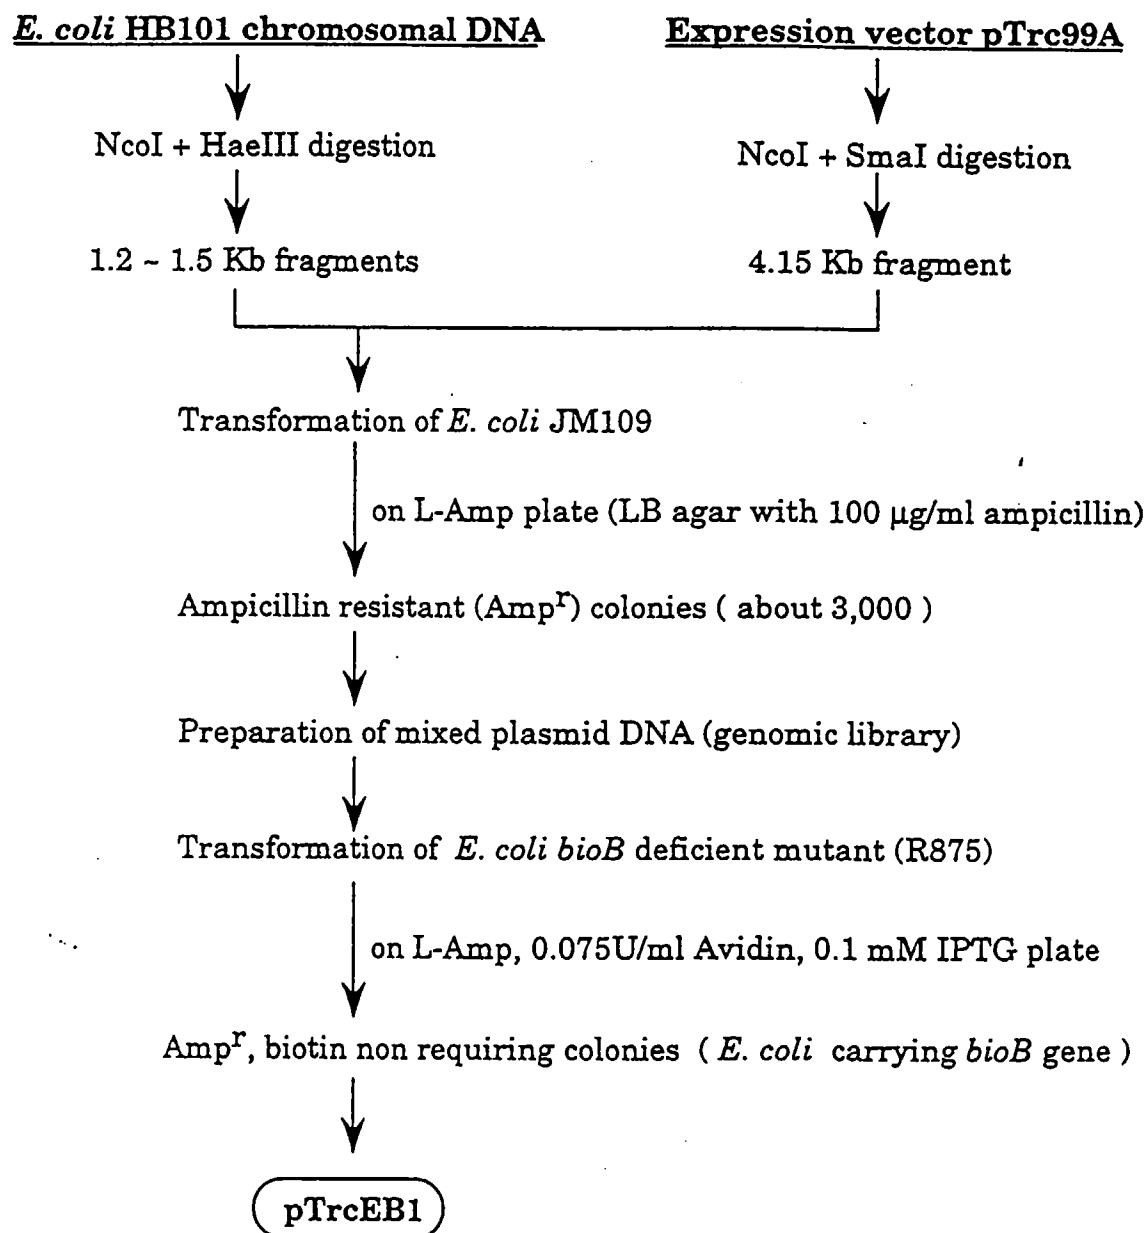 E. coli HB101 chromosomal DNA
Expression vector pTrc99A
NcoI + HaeIII digestion
NcoI + SmaI digestion
1.2 ~ 1.5 Kb fragments
4.15 Kb fragment
Transformation of E. coli JM109
on L-Amp plate (LB agar with 100 µg/ml ampicillin)
Ampicillin resistant (Ampʳ) colonies ( about 3,000 )
Preparation of mixed plasmid DNA (genomic library)
Transformation of E. coli bioB deficient mutant (R875)
on L-Amp, 0.075U/ml Avidin, 0.1 mM IPTG plate
Ampʳ, biotin non requiring colonies ( E. coli carrying bioB gene )
pTrcEB1